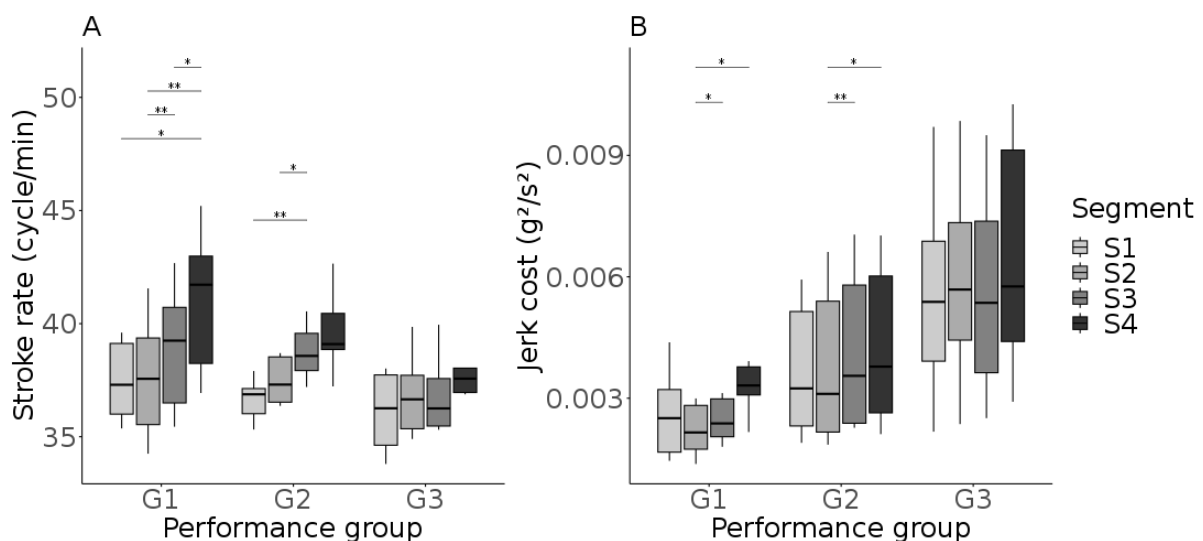 A
Stroke rate (cycle/min)
50
45
40
35
*
**
**
*
*
**
G1 G2 G3
Performance group
B
Jerk cost (g²/s²)
0.009
0.006
0.003
*
*
*
**
G1 G2 G3
Performance group
Segment
S1
S2
S3
S4